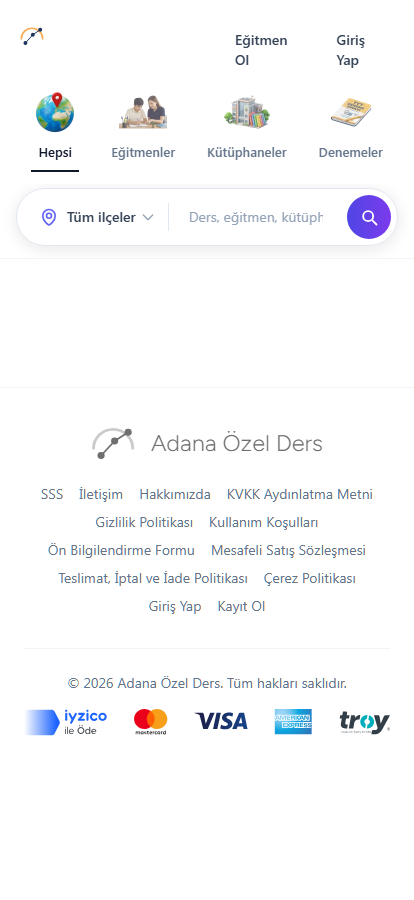 Eğitmen Ol
Giriş Yap
Hepsi
Eğitmenler
Kütüphaneler
Denemeler
Tüm ilçeler
Ders, eğitmen, kütüph
Adana Özel Ders
SSS İletişim Hakkımızda KVKK Aydınlatma Metni
Gizlilik Politikası Kullanım Koşulları
Ön Bilgilendirme Formu Mesafeli Satış Sözleşmesi
Teslimat, İptal ve İade Politikası Çerez Politikası
Giriş Yap Kayıt Ol
© 2026 Adana Özel Ders. Tüm hakları saklıdır.
iyzico
ile Öde
mastercard
VISA
AMERICAN
EXPRESS
troy